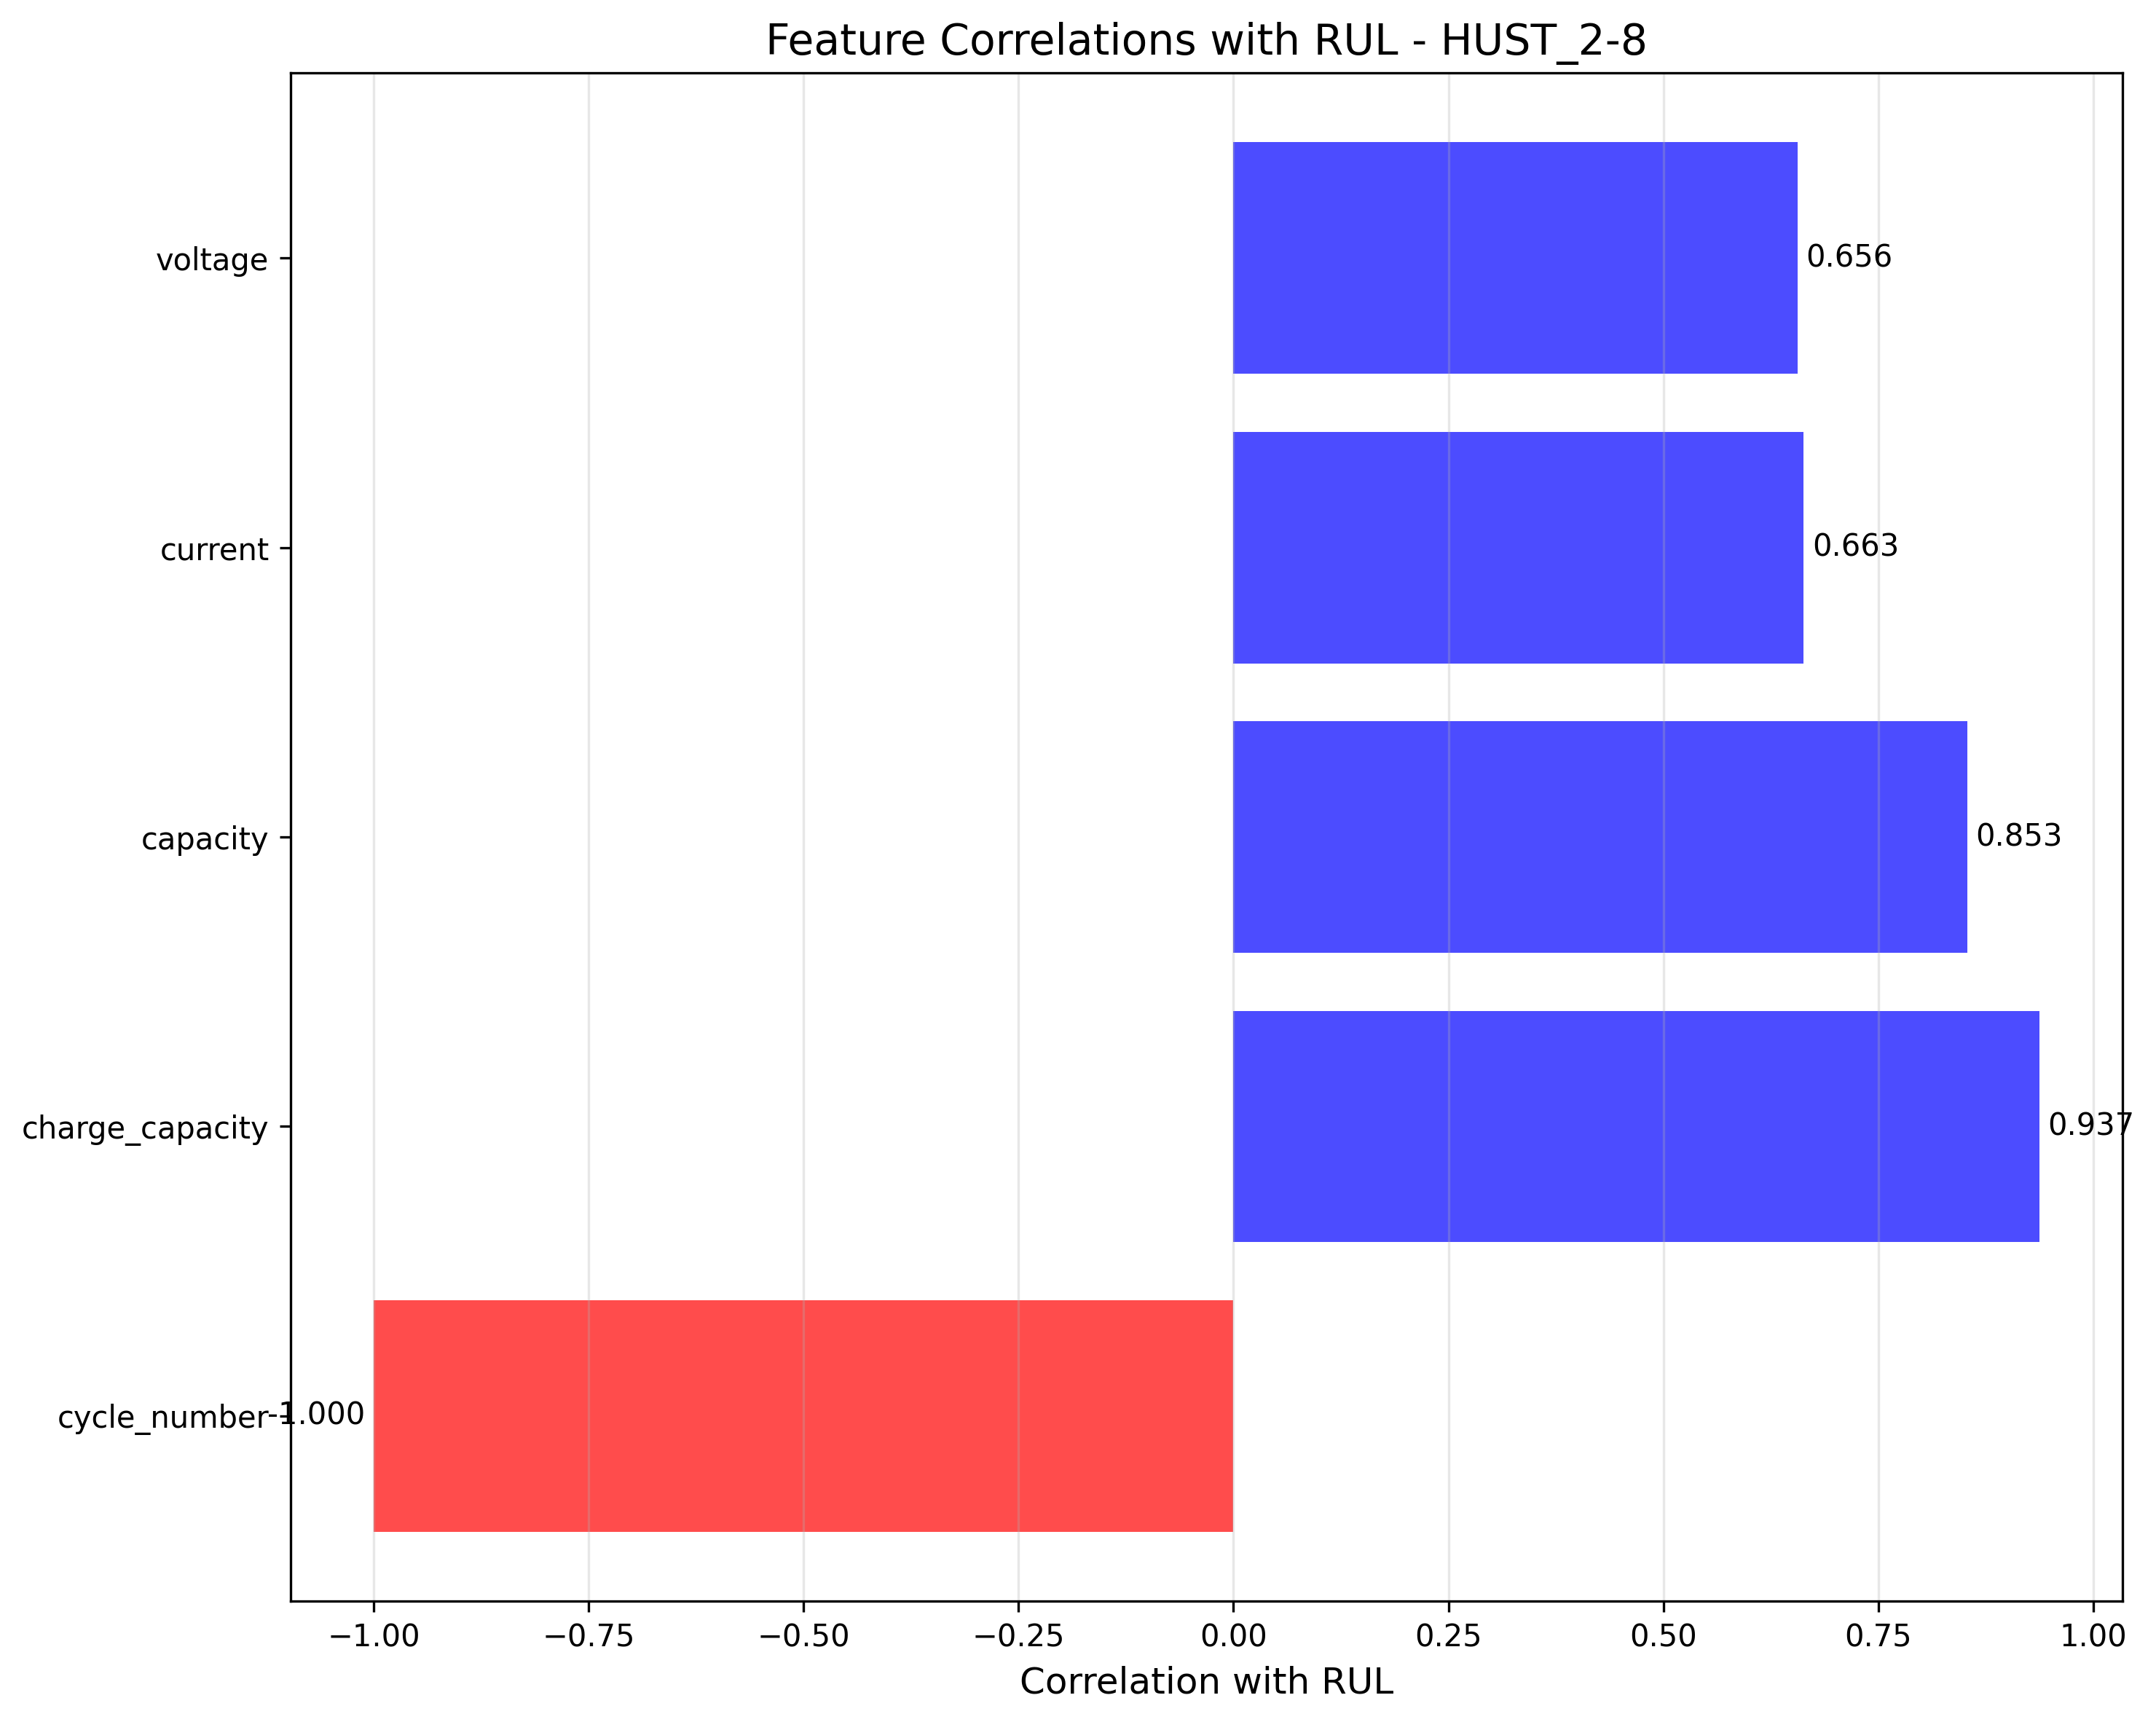 Feature Correlations with RUL - HUST_2-8
voltage
0.656
current
0.663
capacity
0.853
charge_capacity
0.937
cycle_number
-1.000
−1.00 −0.75 −0.50 −0.25 0.00 0.25 0.50 0.75 1.00
Correlation with RUL